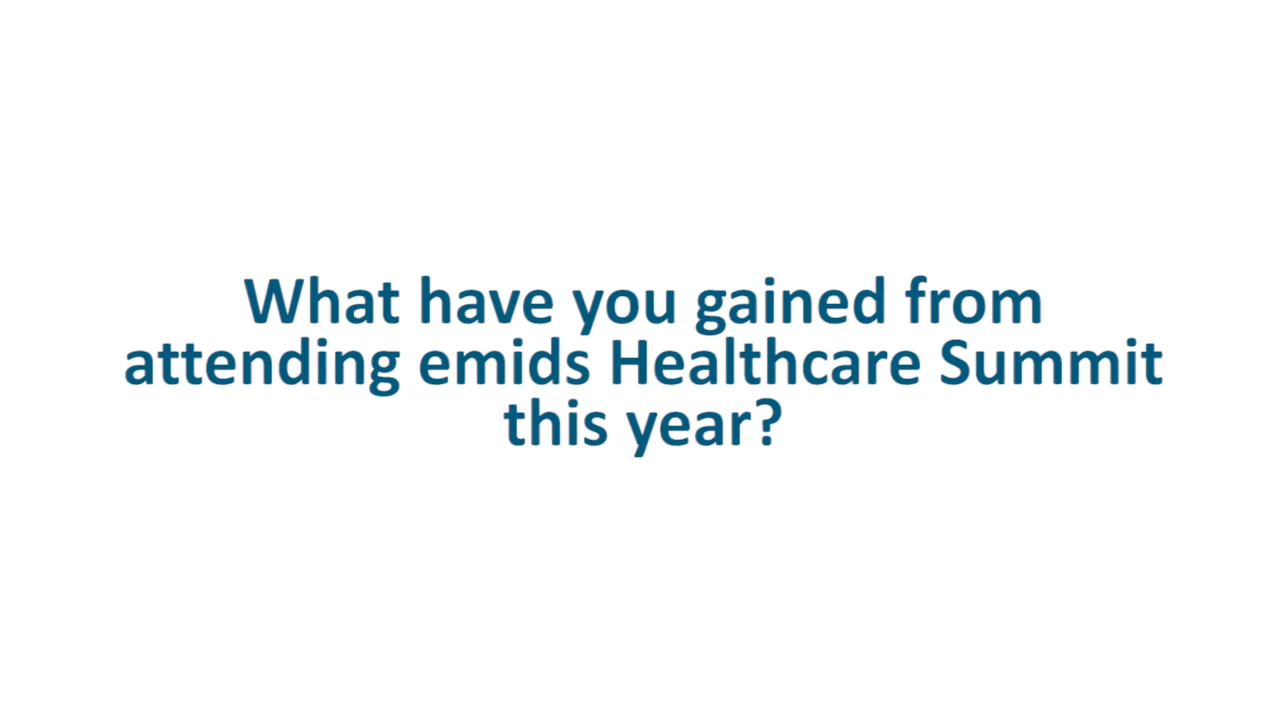 What have you gained from
attending emids Healthcare Summit
this year?